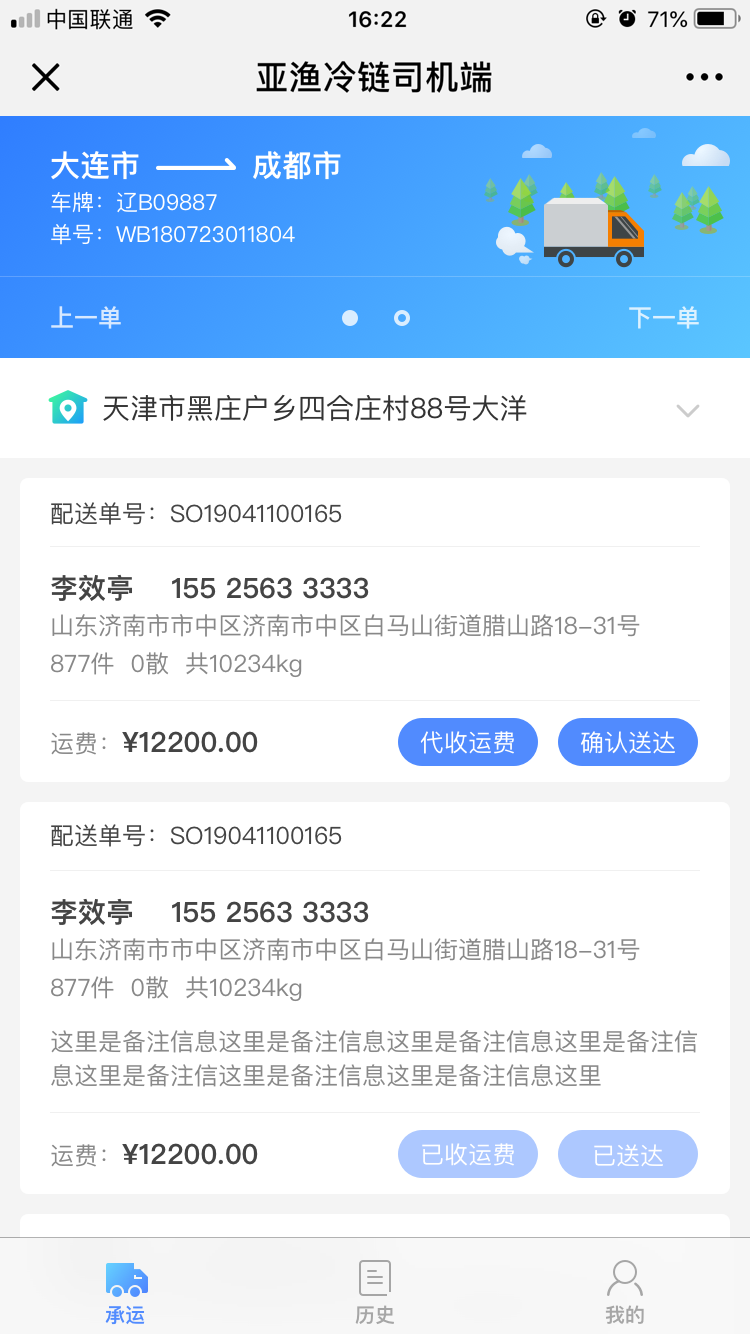 中国联通 16:22 71%
亚渔冷链司机端
大连市 成都市
车牌：辽B09887
单号：WB180723011804
上一单 下一单
天津市黑庄户乡四合庄村88号大洋
配送单号：SO19041100165
李效亭 155 2563 3333
山东济南市市中区济南市中区白马山街道腊山路18-31号
877件 0散 共10234kg
运费：¥12200.00 代收运费 确认送达
配送单号：SO19041100165
李效亭 155 2563 3333
山东济南市市中区济南市中区白马山街道腊山路18-31号
877件 0散 共10234kg
这里是备注信息这里是备注信息这里是备注信息这里是备注信
息这里是备注信这里是备注信息这里是备注信息这里
运费：¥12200.00 已收运费 已送达
承运 历史 我的